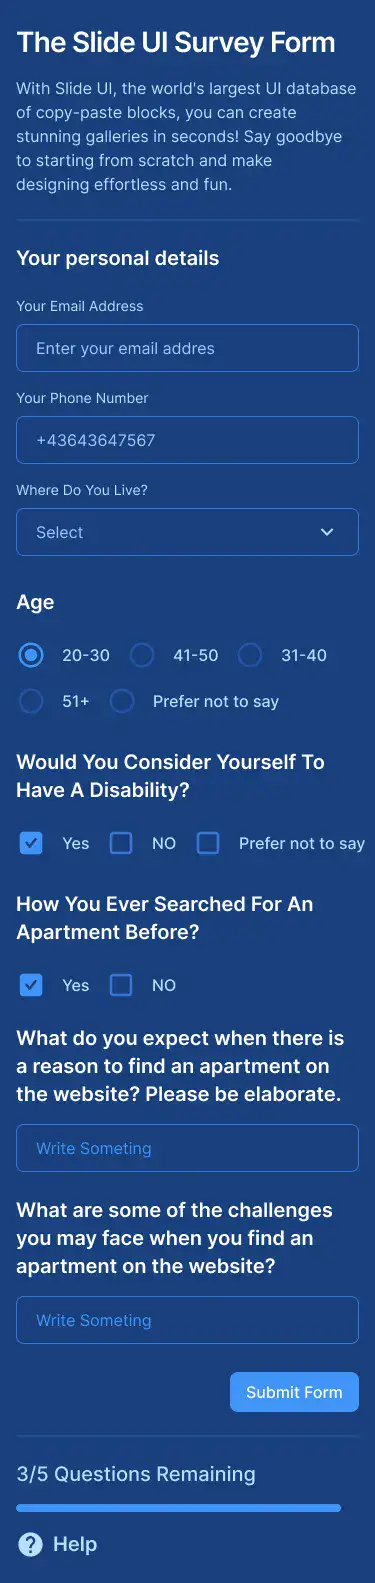 The Slide UI Survey Form
With Slide UI, the world's largest UI database
of copy-paste blocks, you can create
stunning galleries in seconds! Say goodbye
to starting from scratch and make
designing effortless and fun.
Your personal details
Your Email Address
Enter your email addres
Your Phone Number
+43643647567
Where Do You Live?
Select
Age
20-30 41-50 31-40
51+ Prefer not to say
Would You Consider Yourself To
Have A Disability?
Yes NO Prefer not to say
How You Ever Searched For An
Apartment Before?
Yes NO
What do you expect when there is
a reason to find an apartment on
the website? Please be elaborate.
Write Someting
What are some of the challenges
you may face when you find an
apartment on the website?
Write Someting
Submit Form
3/5 Questions Remaining
? Help